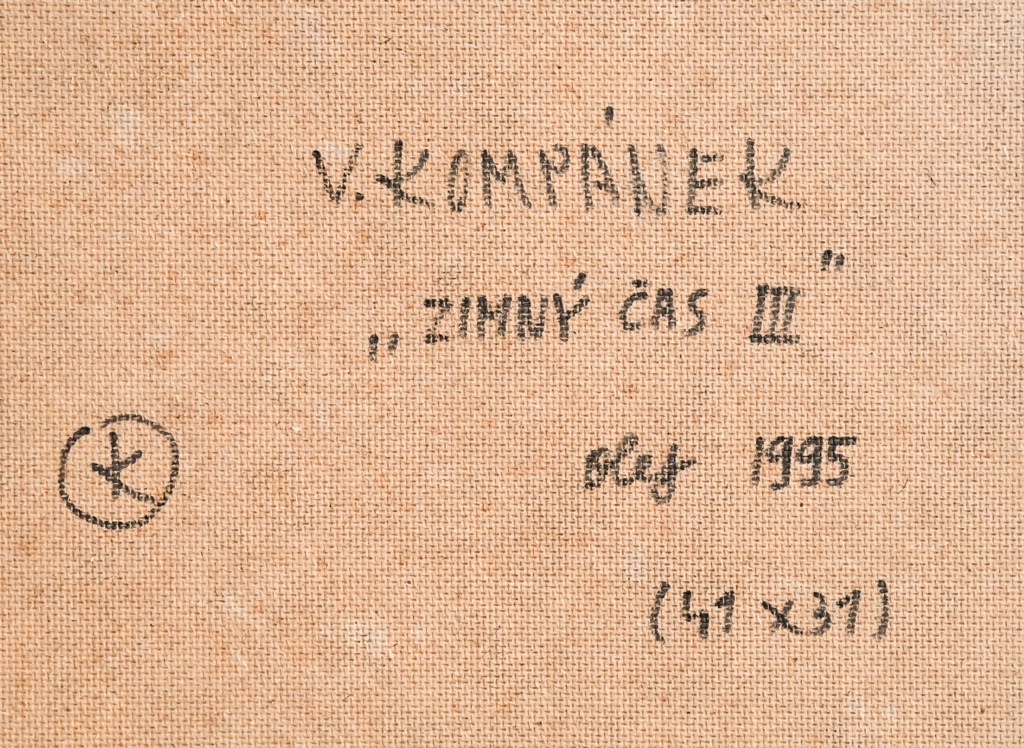 V. KOMPÁNEK
„ZIMNÝ ČAS III"
K
olej 1995
(41 x 31)